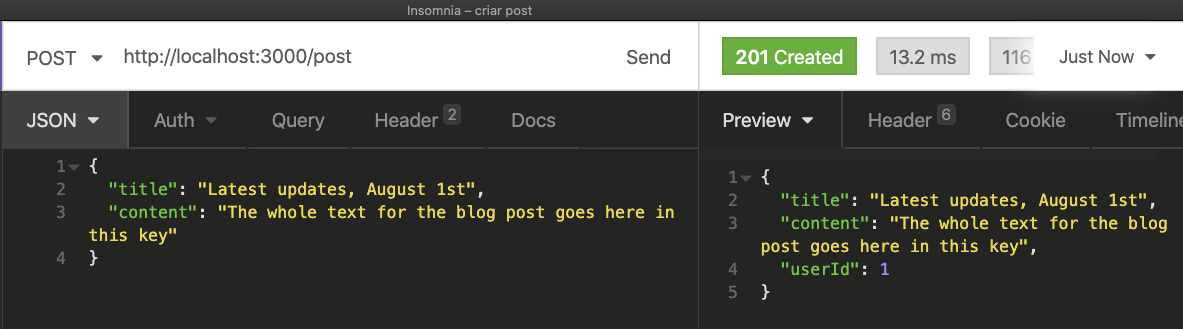 Insomnia – criar post
POST http://localhost:3000/post Send 201 Created 13.2 ms 116 Just Now
JSON Auth Query Header 2 Docs Preview Header 6 Cookie Timeline
1 {
2 "title": "Latest updates, August 1st",
3 "content": "The whole text for the blog post goes here in
this key"
4 }
1 {
2 "title": "Latest updates, August 1st",
3 "content": "The whole text for the blog
post goes here in this key",
4 "userId": 1
5 }